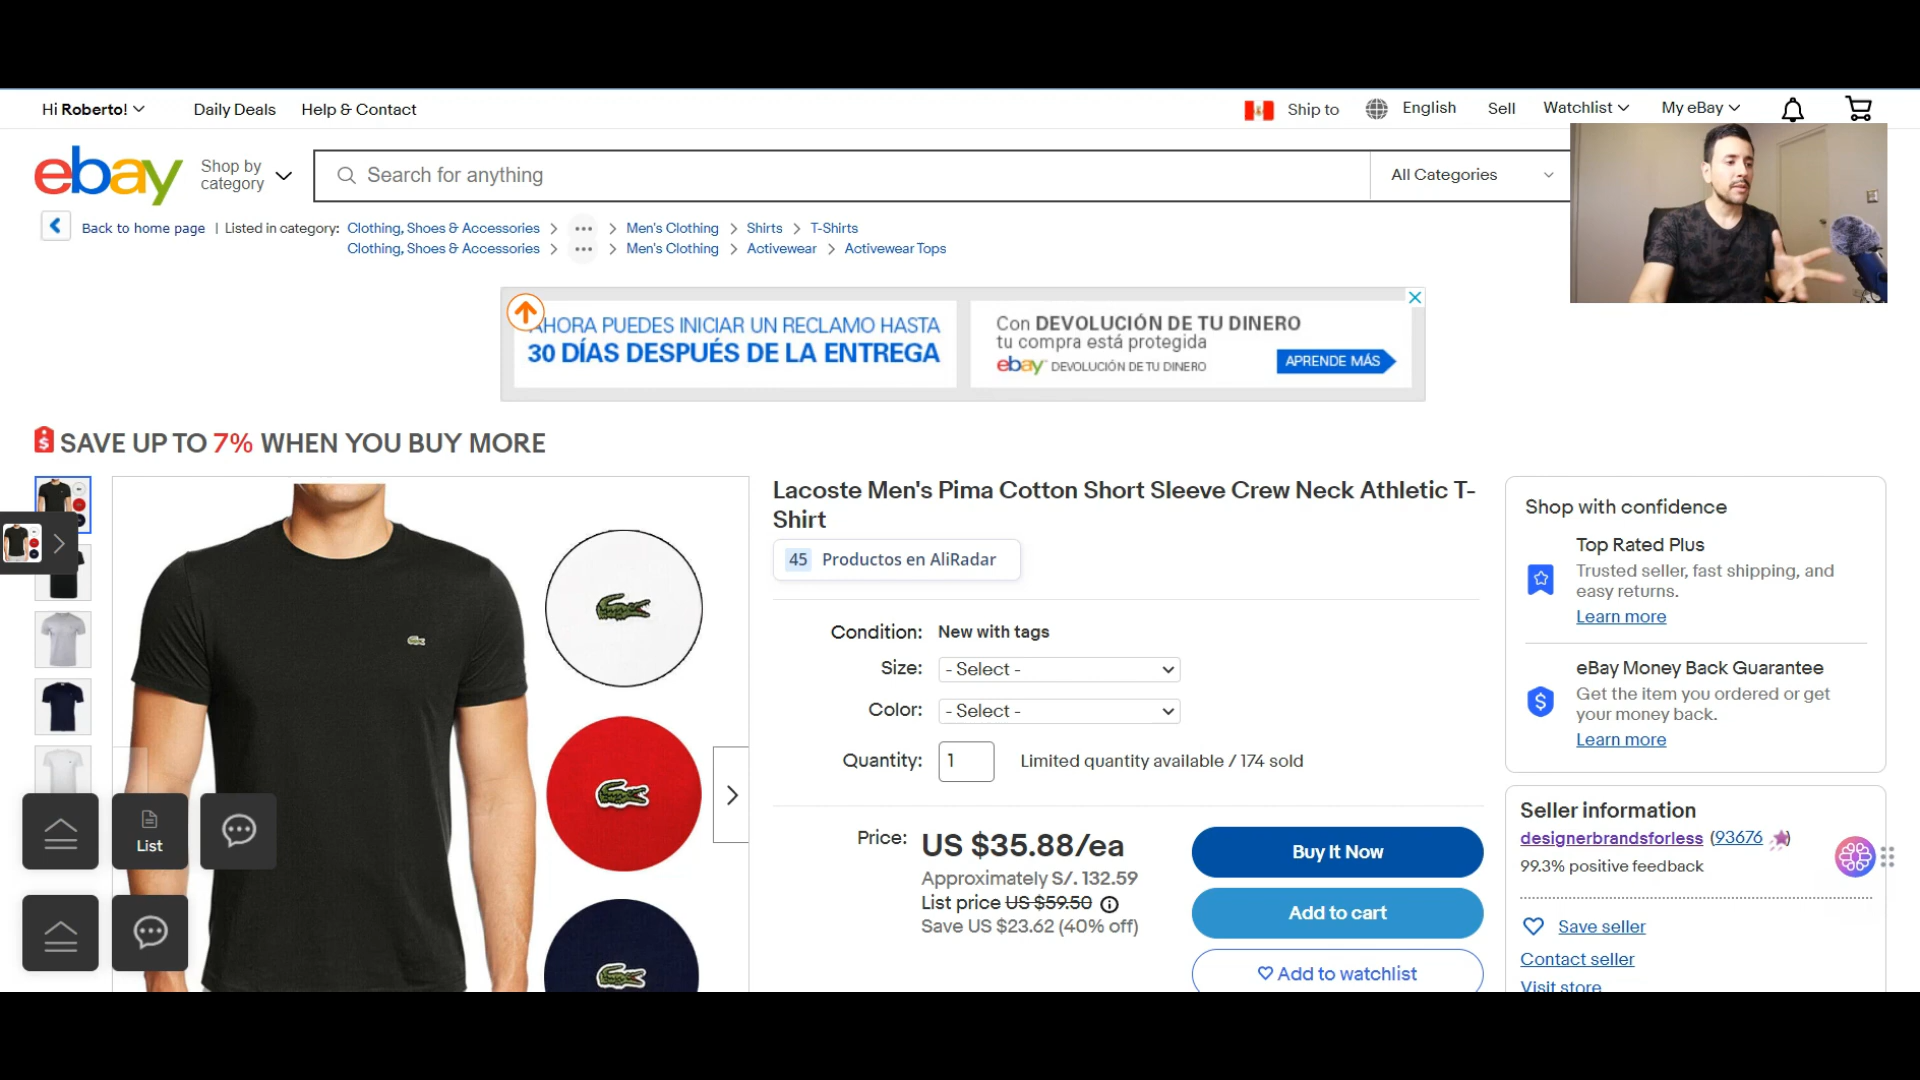 Hi Roberto!
Daily Deals
Help & Contact
Ship to
English
Sell
Watchlist
My eBay
ebay
Shop by
category
Search for anything
All Categories
Back to home page | Listed in category: Clothing, Shoes & Accessories > ... > Men's Clothing > Shirts > T-Shirts
Clothing, Shoes & Accessories > ... > Men's Clothing > Activewear > Activewear Tops
AHORA PUEDES INICIAR UN RECLAMO HASTA
30 DÍAS DESPUÉS DE LA ENTREGA
Con DEVOLUCIÓN DE TU DINERO
tu compra está protegida
ebay DEVOLUCIÓN DE TU DINERO
APRENDE MÁS
SAVE UP TO 7% WHEN YOU BUY MORE
Lacoste Men's Pima Cotton Short Sleeve Crew Neck Athletic T-
Shirt
45 Productos en AliRadar
Condition: New with tags
Size: - Select -
Color: - Select -
Quantity: 1 Limited quantity available / 174 sold
Price: US $35.88/ea
Approximately S/. 132.59
List price US $59.50
Save US $23.62 (40% off)
Buy It Now
Add to cart
Add to watchlist
Shop with confidence
Top Rated Plus
Trusted seller, fast shipping, and
easy returns.
Learn more
eBay Money Back Guarantee
Get the item you ordered or get
your money back.
Learn more
Seller information
designerbrandsforless (93676)
99.3% positive feedback
Save seller
Contact seller
Visit store
List